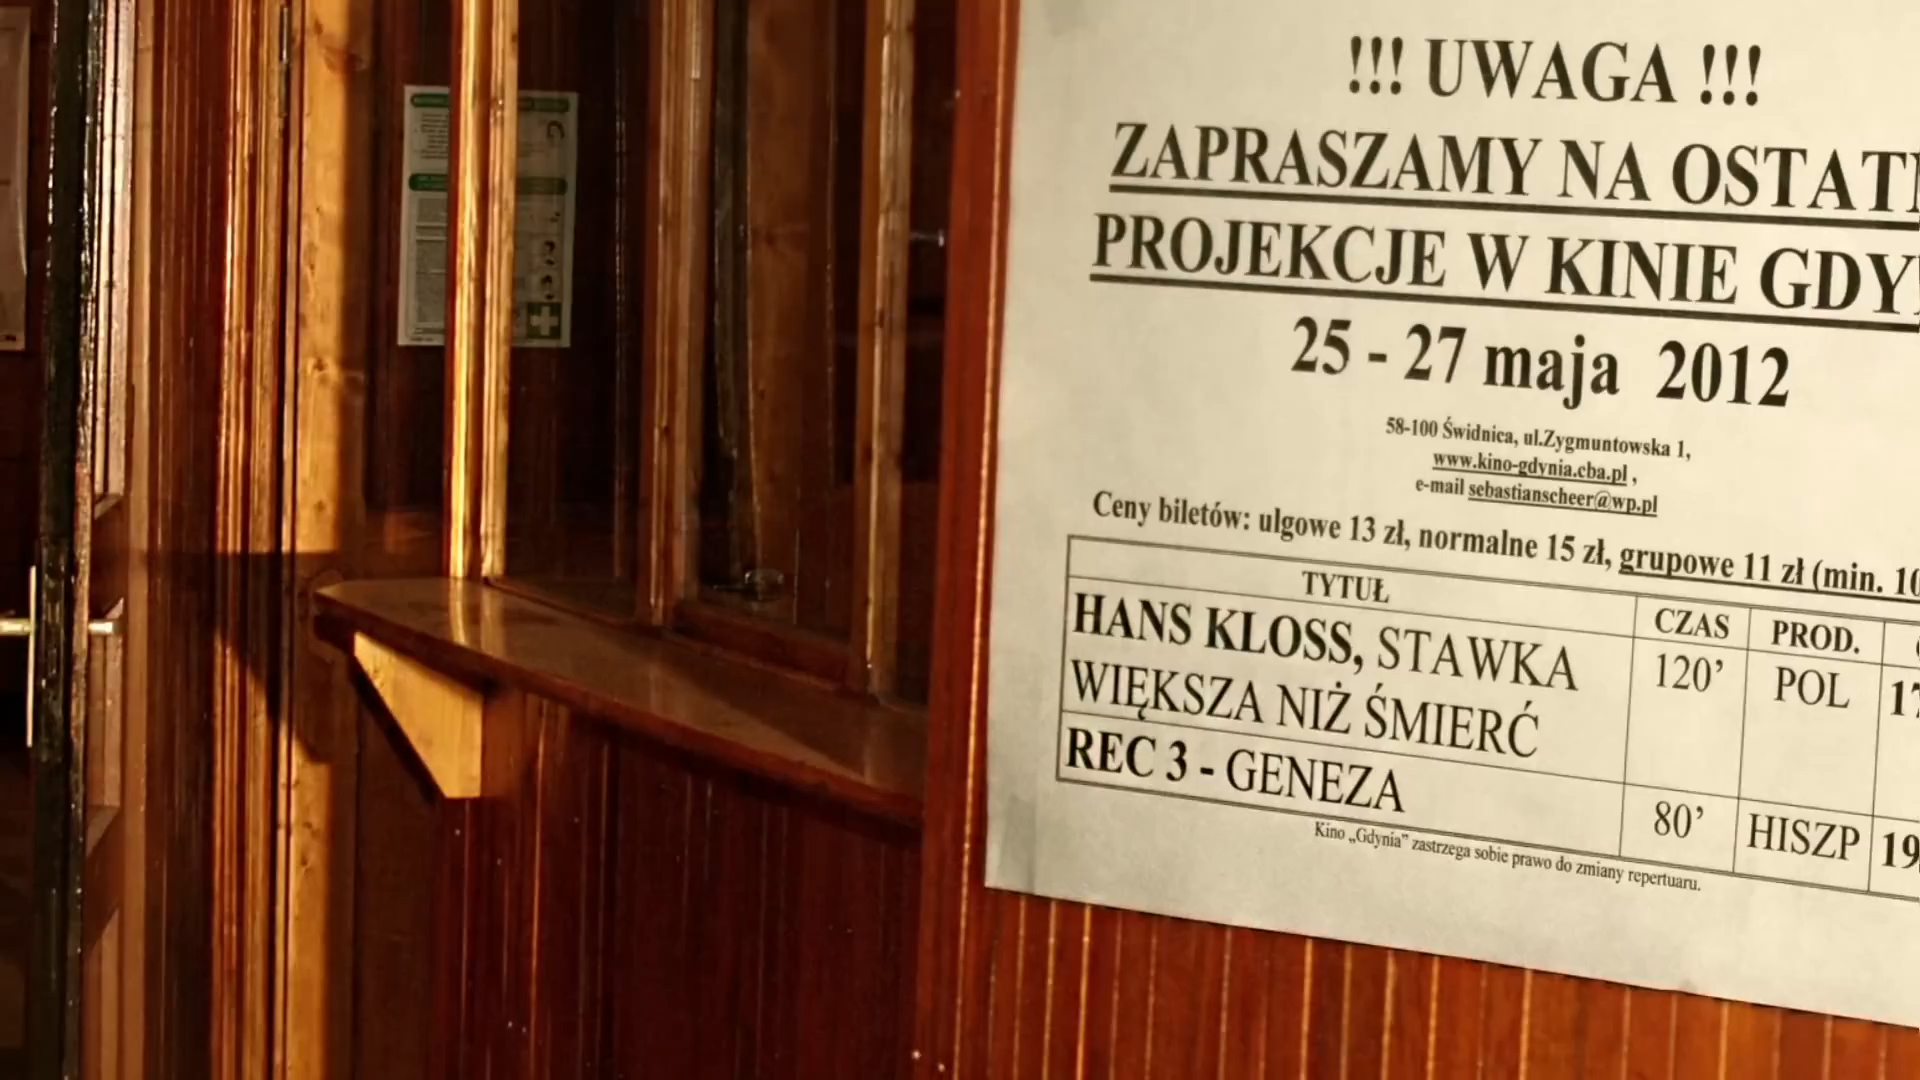 !!! UWAGA !!!
ZAPRASZAMY NA OSTATN
PROJEKCJE W KINIE GDY
25 - 27 maja 2012
58-100 Świdnica, ul.Zygmuntowska 1,
www.kino-gdynia.cba.pl ,
e-mail sebastianscheer@wp.pl
Ceny biletów: ulgowe 13 zł, normalne 15 zł, grupowe 11 zł (min. 10
TYTUŁ CZAS PROD.
HANS KLOSS, STAWKA 120’ POL 17
WIĘKSZA NIŻ ŚMIERĆ
REC 3 - GENEZA 80’ HISZP 19
Kino „Gdynia” zastrzega sobie prawo do zmiany repertuaru.